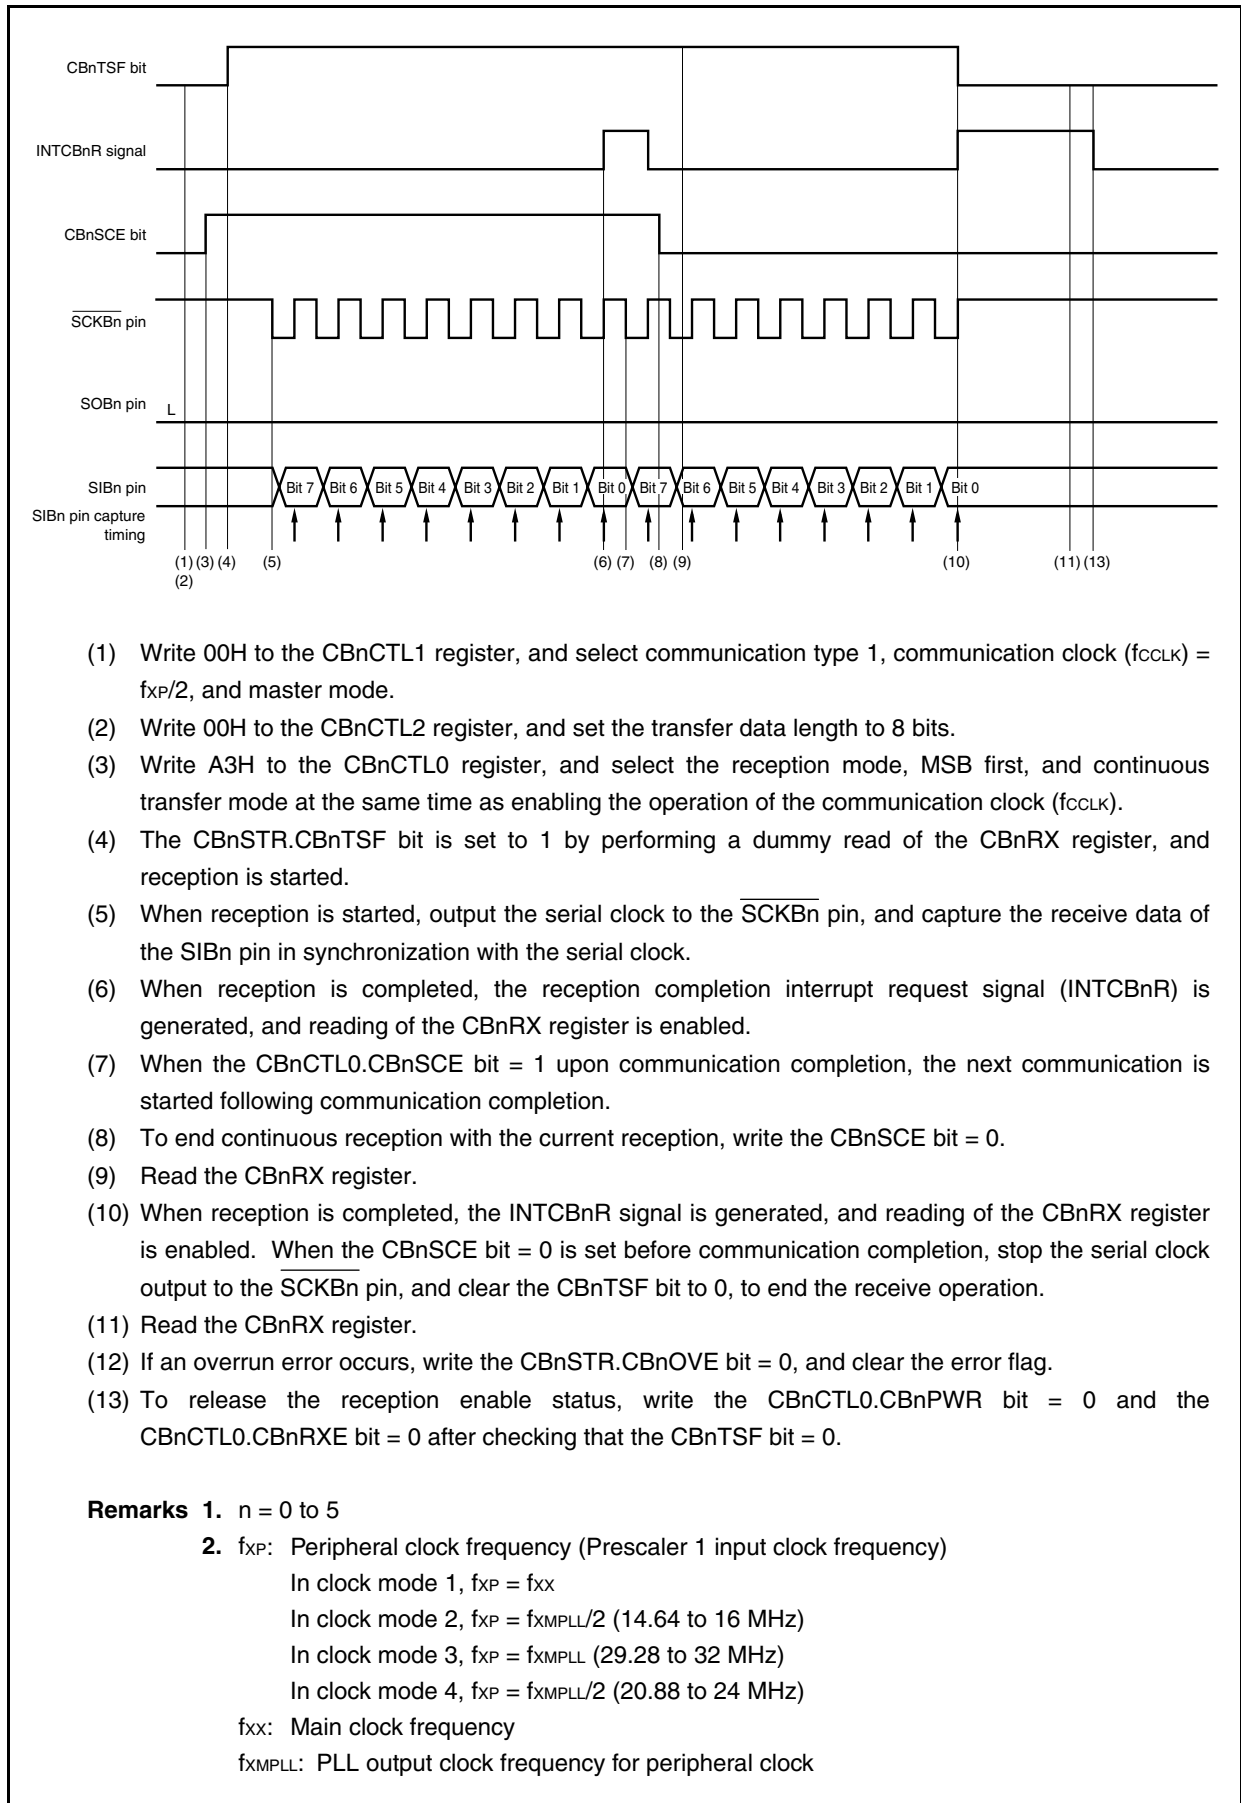 CBnTSF bit
INTCBnR signal
CBnSCE bit
SCKBn pin
SOBn pin L
SIBn pin Bit 7 Bit 6 Bit 5 Bit 4 Bit 3 Bit 2 Bit 1 Bit 0 Bit 7 Bit 6 Bit 5 Bit 4 Bit 3 Bit 2 Bit 1 Bit 0
SIBn pin capture
timing
(1) (3) (4) (5) (6) (7) (8) (9) (10) (11) (13)
(2)
(1) Write 00H to the CBnCTL1 register, and select communication type 1, communication clock (fCCLK) =
fXP/2, and master mode.
(2) Write 00H to the CBnCTL2 register, and set the transfer data length to 8 bits.
(3) Write A3H to the CBnCTL0 register, and select the reception mode, MSB first, and continuous
transfer mode at the same time as enabling the operation of the communication clock (fCCLK).
(4) The CBnSTR.CBnTSF bit is set to 1 by performing a dummy read of the CBnRX register, and
reception is started.
(5) When reception is started, output the serial clock to the SCKBn pin, and capture the receive data of
the SIBn pin in synchronization with the serial clock.
(6) When reception is completed, the reception completion interrupt request signal (INTCBnR) is
generated, and reading of the CBnRX register is enabled.
(7) When the CBnCTL0.CBnSCE bit = 1 upon communication completion, the next communication is
started following communication completion.
(8) To end continuous reception with the current reception, write the CBnSCE bit = 0.
(9) Read the CBnRX register.
(10) When reception is completed, the INTCBnR signal is generated, and reading of the CBnRX register
is enabled. When the CBnSCE bit = 0 is set before communication completion, stop the serial clock
output to the SCKBn pin, and clear the CBnTSF bit to 0, to end the receive operation.
(11) Read the CBnRX register.
(12) If an overrun error occurs, write the CBnSTR.CBnOVE bit = 0, and clear the error flag.
(13) To release the reception enable status, write the CBnCTL0.CBnPWR bit = 0 and the
CBnCTL0.CBnRXE bit = 0 after checking that the CBnTSF bit = 0.
Remarks 1. n = 0 to 5
2. fXP: Peripheral clock frequency (Prescaler 1 input clock frequency)
In clock mode 1, fXP = fXX
In clock mode 2, fXP = fXMPLL/2 (14.64 to 16 MHz)
In clock mode 3, fXP = fXMPLL (29.28 to 32 MHz)
In clock mode 4, fXP = fXMPLL/2 (20.88 to 24 MHz)
fXX: Main clock frequency
fXMPLL: PLL output clock frequency for peripheral clock